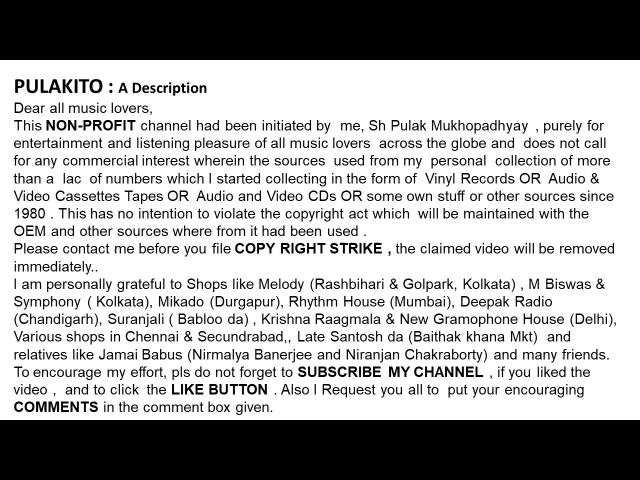 PULAKITO : A Description
Dear all music lovers,
This NON-PROFIT channel had been initiated by me, Sh Pulak Mukhopadhyay , purely for
entertainment and listening pleasure of all music lovers across the globe and does not call
for any commercial interest wherein the sources used from my personal collection of more
than a lac of numbers which I started collecting in the form of Vinyl Records OR Audio &
Video Cassettes Tapes OR Audio and Video CDs OR some own stuff or other sources since
1980 . This has no intention to violate the copyright act which will be maintained with the
OEM and other sources where from it had been used .
Please contact me before you file COPY RIGHT STRIKE , the claimed video will be removed
immediately..
I am personally grateful to Shops like Melody (Rashbihari & Golpark, Kolkata) , M Biswas &
Symphony ( Kolkata), Mikado (Durgapur), Rhythm House (Mumbai), Deepak Radio
(Chandigarh), Suranjali ( Babloo da) , Krishna Raagmala & New Gramophone House (Delhi),
Various shops in Chennai & Secundrabad,, Late Santosh da (Baithak khana Mkt) and
relatives like Jamai Babus (Nirmalya Banerjee and Niranjan Chakraborty) and many friends.
To encourage my effort, pls do not forget to SUBSCRIBE MY CHANNEL , if you liked the
video , and to click the LIKE BUTTON . Also I Request you all to put your encouraging
COMMENTS in the comment box given.